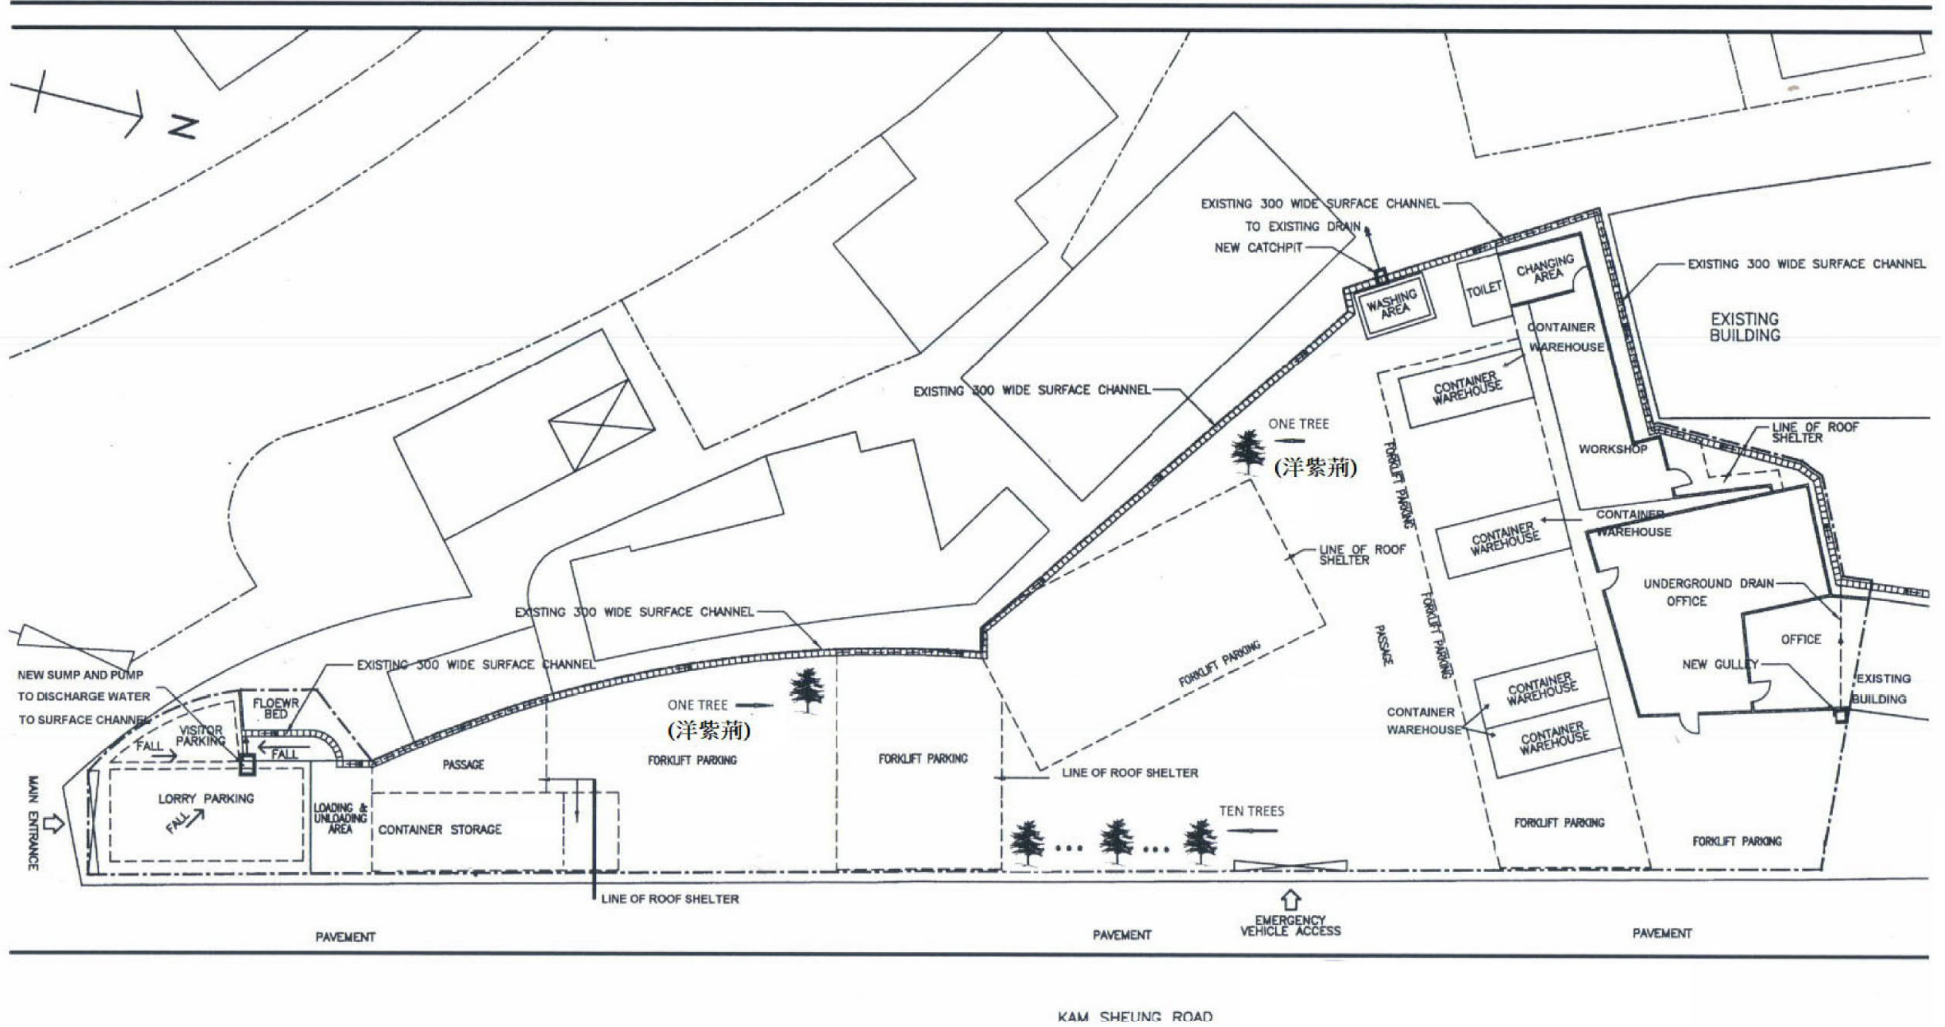 N
EXISTING 300 WIDE SURFACE CHANNEL
TO EXISTING DRAIN
NEW CATCHPIT
WASHING
AREA
TOILET
CHANGING
AREA
EXISTING 300 WIDE SURFACE CHANNEL
EXISTING
BUILDING
CONTAINER
WAREHOUSE
CONTAINER
WAREHOUSE
EXISTING 300 WIDE SURFACE CHANNEL
ONE TREE
(洋紫荊)
FORKLIFT PARKING
WORKSHOP
LINE OF ROOF
SHELTER
CONTAINER
WAREHOUSE
CONTAINER
WAREHOUSE
LINE OF ROOF
SHELTER
UNDERGROUND DRAIN
OFFICE
OFFICE
NEW GULLEY
EXISTING
BUILDING
FORKLIFT PARKING
PASSAGE
FORKLIFT PARKING
CONTAINER
WAREHOUSE
CONTAINER
WAREHOUSE
CONTAINER
WAREHOUSE
EXISTING 300 WIDE SURFACE CHANNEL
EXISTING 300 WIDE SURFACE CHANNEL
NEW SUMP AND PUMP
TO DISCHARGE WATER
TO SURFACE CHANNEL
FLOEWR
BED
VISITOR
PARKING
FALL
FALL
ONE TREE
(洋紫荊)
PASSAGE
FORKLIFT PARKING
FORKLIFT PARKING
LINE OF ROOF SHELTER
MAIN ENTRANCE
LORRY PARKING
FALL
LOADING &
UNLOADING
AREA
CONTAINER STORAGE
TEN TREES
FORKLIFT PARKING
FORKLIFT PARKING
LINE OF ROOF SHELTER
EMERGENCY
VEHICLE ACCESS
PAVEMENT
PAVEMENT
PAVEMENT
KAM SHEUNG ROAD